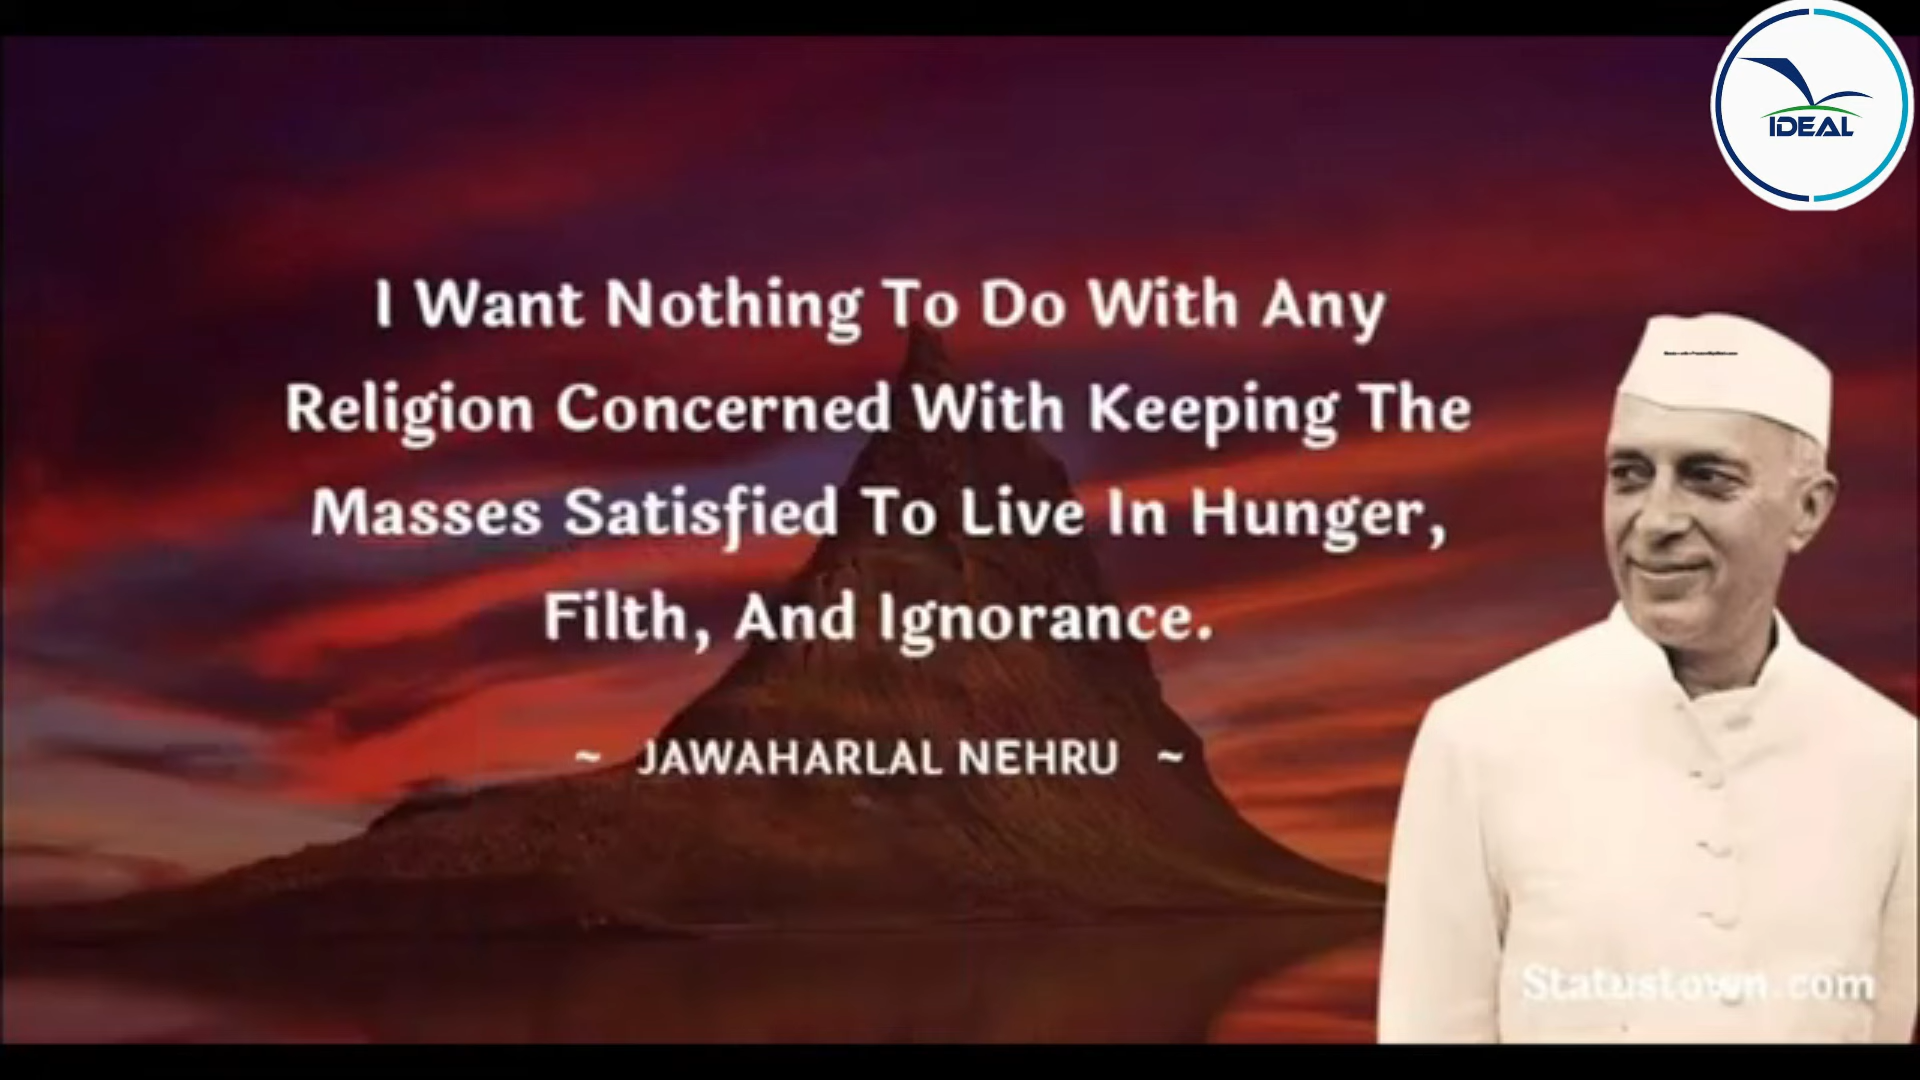 IDEAL
I Want Nothing To Do With Any
Religion Concerned With Keeping The
Masses Satisfied To Live In Hunger,
Filth, And Ignorance.
~ JAWAHARLAL NEHRU ~
Statustown.com